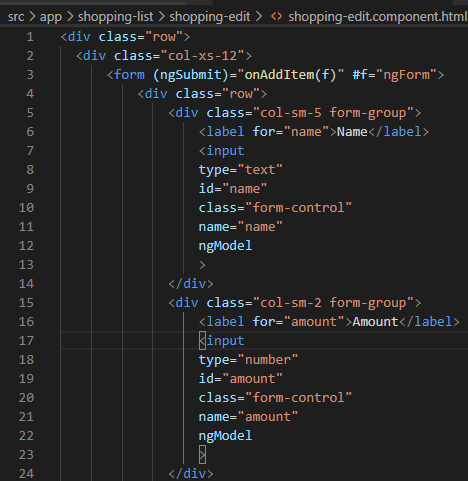 src > app > shopping-list > shopping-edit > <> shopping-edit.component.html
1 <div class="row">
2 <div class="col-xs-12">
3 <form (ngSubmit)="onAddItem(f)" #f="ngForm">
4 <div class="row">
5 <div class="col-sm-5 form-group">
6 <label for="name">Name</label>
7 <input
8 type="text"
9 id="name"
10 class="form-control"
11 name="name"
12 ngModel
13 >
14 </div>
15 <div class="col-sm-2 form-group">
16 <label for="amount">Amount</label>
17 <input
18 type="number"
19 id="amount"
20 class="form-control"
21 name="amount"
22 ngModel
23 >
24 </div>